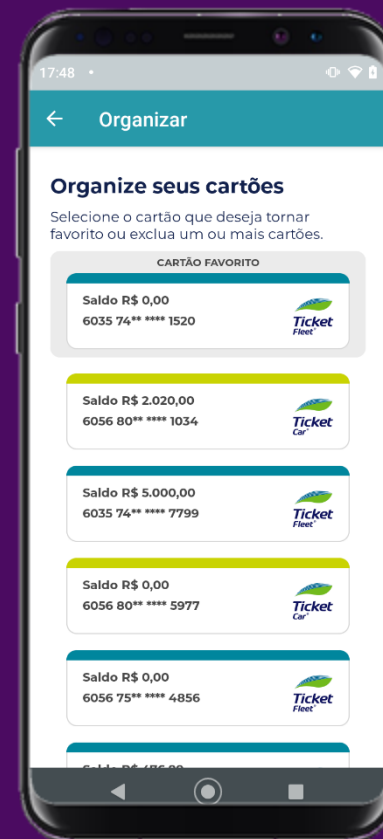 17:48
Organizar
Organize seus cartões
Selecione o cartão que deseja tornar
favorito ou exclua um ou mais cartões.
CARTÃO FAVORITO
Saldo R$ 0,00
6035 74** **** 1520
Ticket
Fleet
Saldo R$ 2.020,00
6056 80** **** 1034
Ticket
Car
Saldo R$ 5.000,00
6035 74** **** 7799
Ticket
Fleet
Saldo R$ 0,00
6056 80** **** 5977
Ticket
Car
Saldo R$ 0,00
6056 75** **** 4856
Ticket
Fleet
Saldo R$